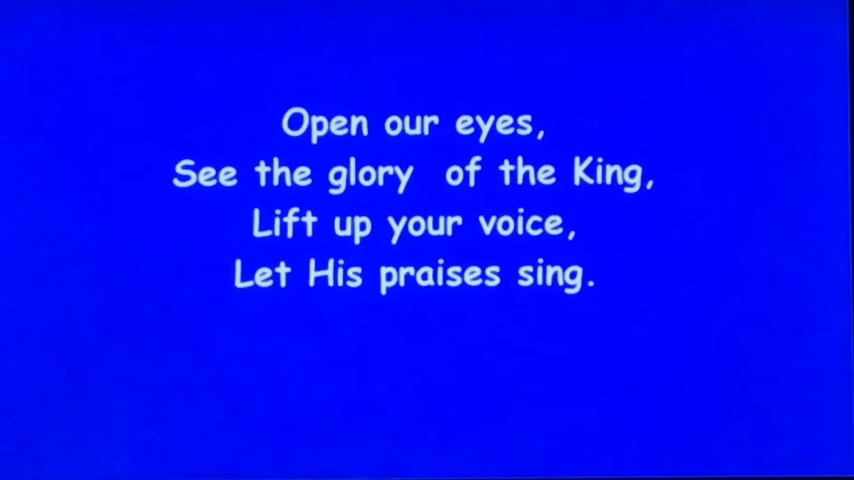 Open our eyes,
See the glory  of the King,
Lift up your voice,
Let His praises sing.